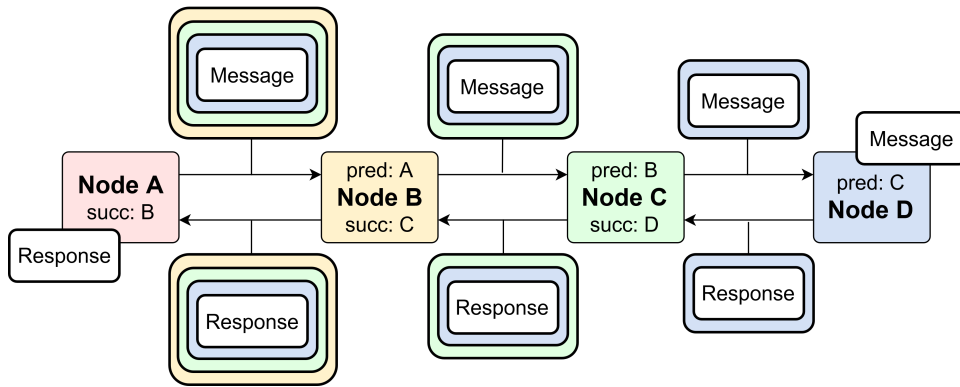 Message
Message
Message
Message
Node A
succ: B
pred: A
Node B
succ: C
pred: B
Node C
succ: D
pred: C
Node D
Response
Response
Response
Response